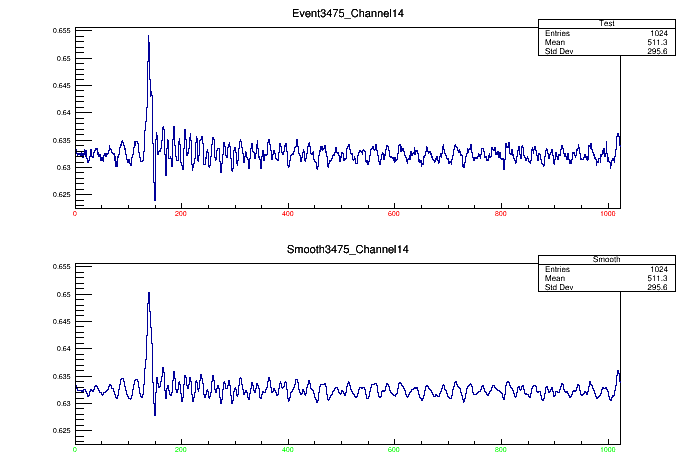 Event3475_Channel14
Test
Entries 1024
Mean 511.3
Std Dev 295.6
0.655
0.65
0.645
0.64
0.635
0.63
0.625
0 200 400 600 800 1000
Smooth3475_Channel14
Smooth
Entries 1024
Mean 511.3
Std Dev 295.6
0.655
0.65
0.645
0.64
0.635
0.63
0.625
0 200 400 600 800 1000